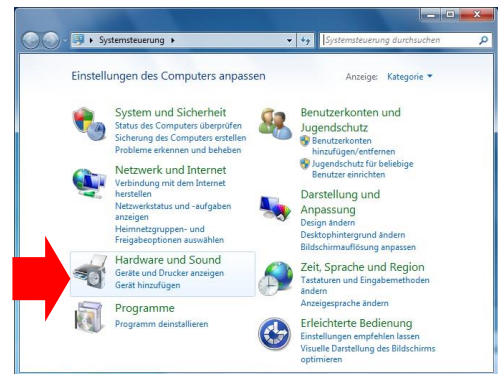 Systemsteuerung
Systemsteuerung durchsuchen
Einstellungen des Computers anpassen
Anzeige: Kategorie
System und Sicherheit
Status des Computers überprüfen
Sicherung des Computers erstellen
Probleme erkennen und beheben
Netzwerk und Internet
Verbindung mit dem Internet
herstellen
Netzwerkstatus und -aufgaben
anzeigen
Heimnetzgruppen- und
Freigabeoptionen auswählen
Hardware und Sound
Geräte und Drucker anzeigen
Gerät hinzufügen
Programme
Programm deinstallieren
Benutzerkonten und
Jugendschutz
Benutzerkonten
hinzufügen/entfernen
Jugendschutz für beliebige
Benutzer einrichten
Darstellung und
Anpassung
Design ändern
Desktophintergrund ändern
Bildschirmauflösung anpassen
Zeit, Sprache und Region
Tastaturen und Eingabemethoden
ändern
Anzeigesprache ändern
Erleichterte Bedienung
Einstellungen empfehlen lassen
Visuelle Darstellung des Bildschirms
optimieren